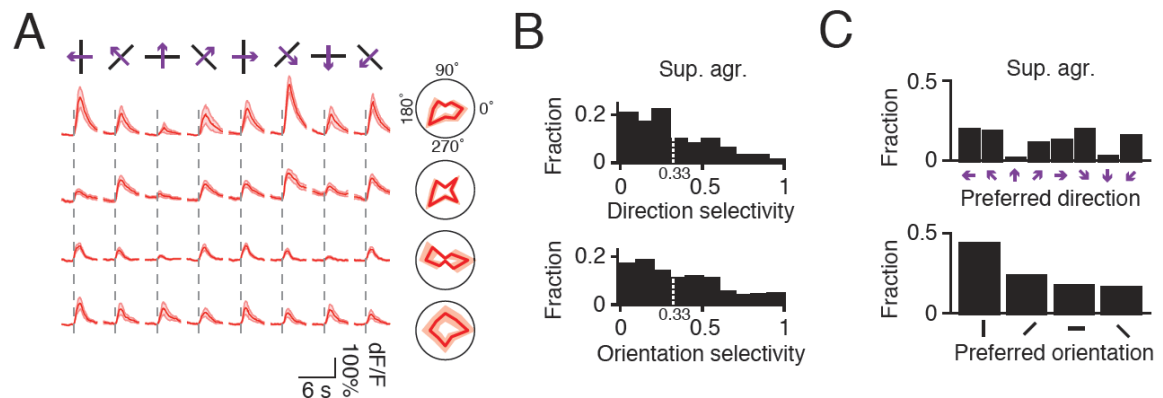 A
90°
180°
0°
270°
dF/F
100%
6 s
B
Sup. agr.
Fraction
0.2
0
0
0.33
0.5
1
Direction selectivity
Fraction
0.2
0
0
0.33
0.5
1
Orientation selectivity
C
Sup. agr.
Fraction
0.5
0
Preferred direction
Fraction
0.5
0
Preferred orientation